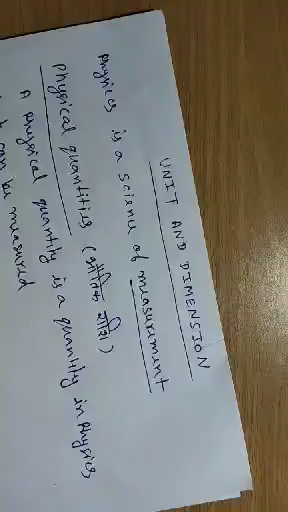 UNIT AND DIMENSION
Physics is a science of measurement
Physical quantities (भौतिक राशि)
A physical quantity is a quantity in physics
can be measured